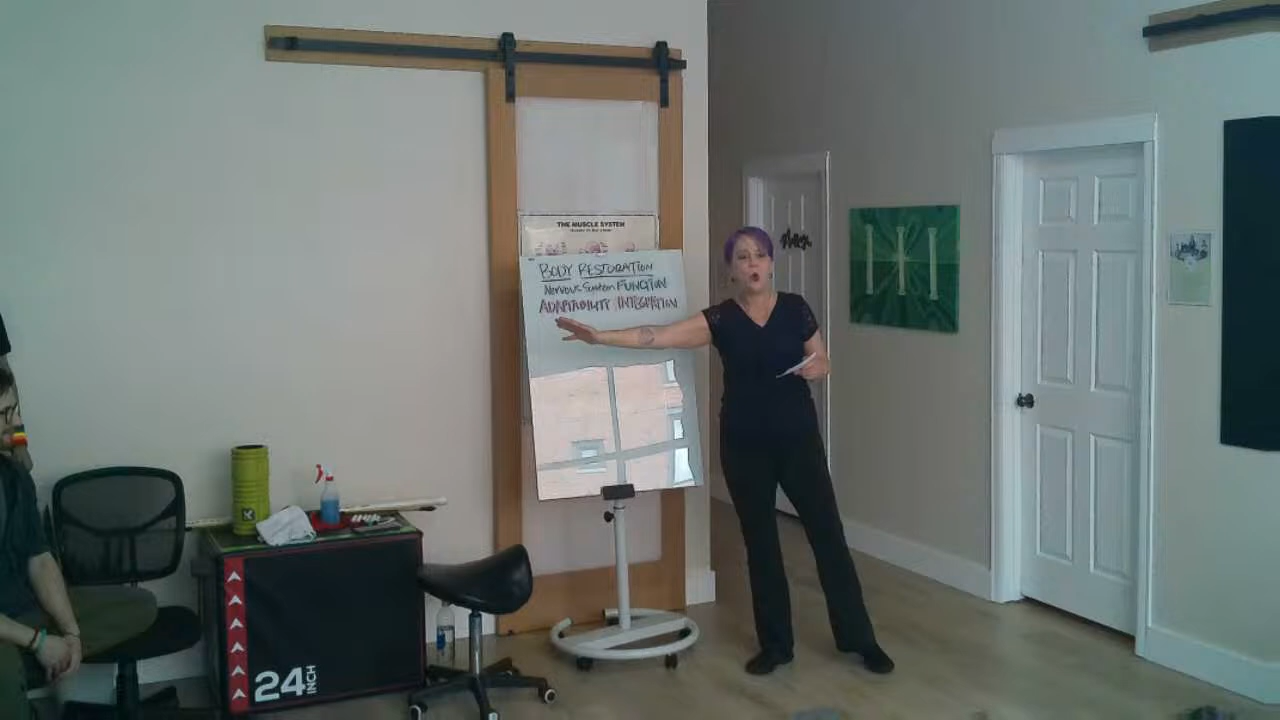 THE MUSCLE SYSTEM
BODY RESTORATION
Nervous System FUNCTION
ADAPTABILITY INTEGRATION
24 INCH